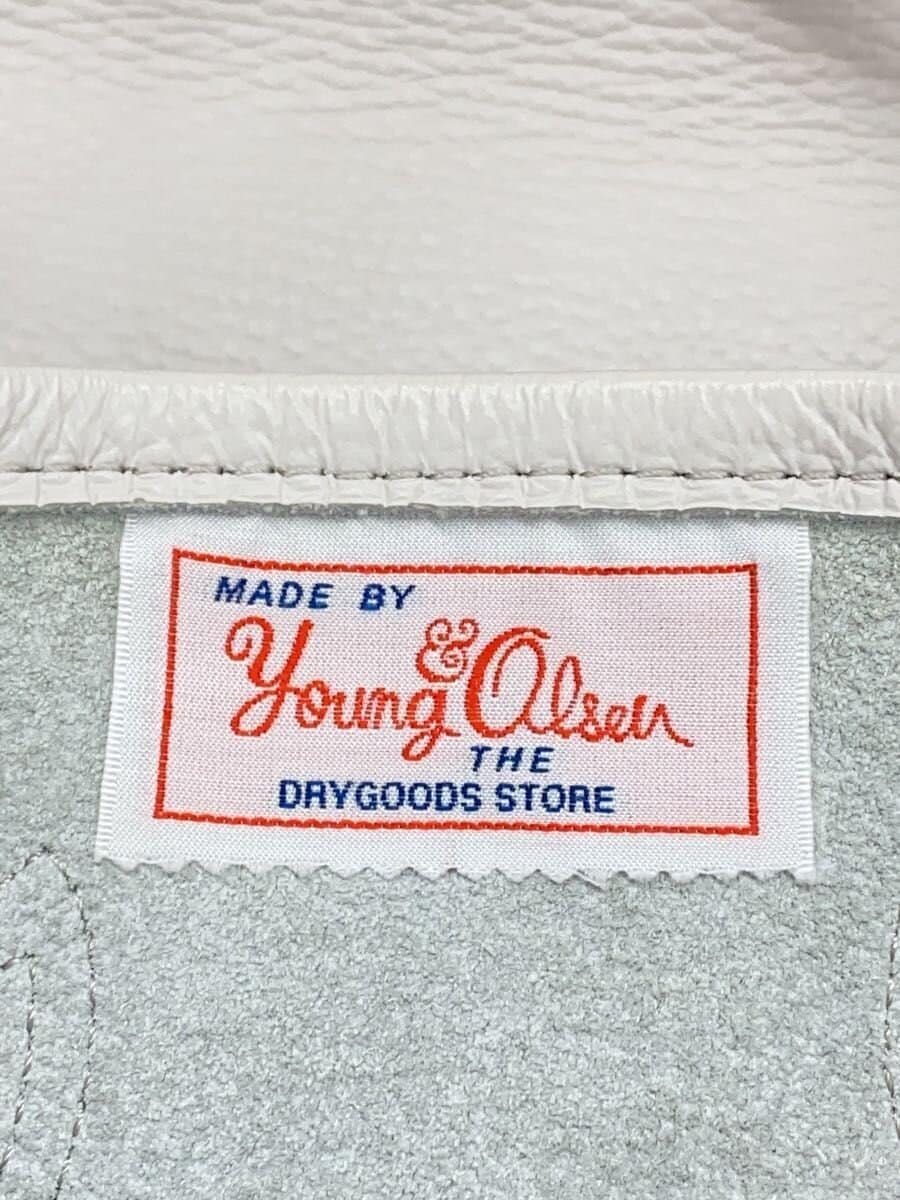 MADE BY
Young & Olsen
THE
DRYGOODS STORE